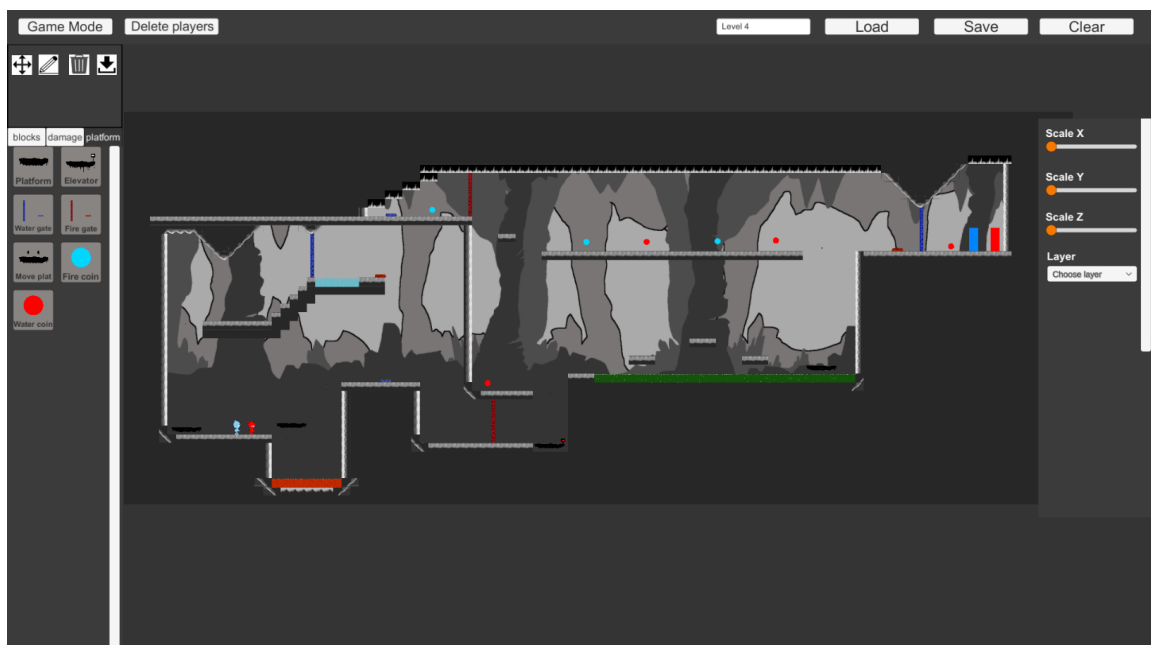 Game Mode
Delete players
Level 4
Load
Save
Clear
blocks
damage
platform
Platform
Elevator
Water gate
Fire gate
Move plat
Fire coin
Water coin
Scale X
Scale Y
Scale Z
Layer
Choose layer